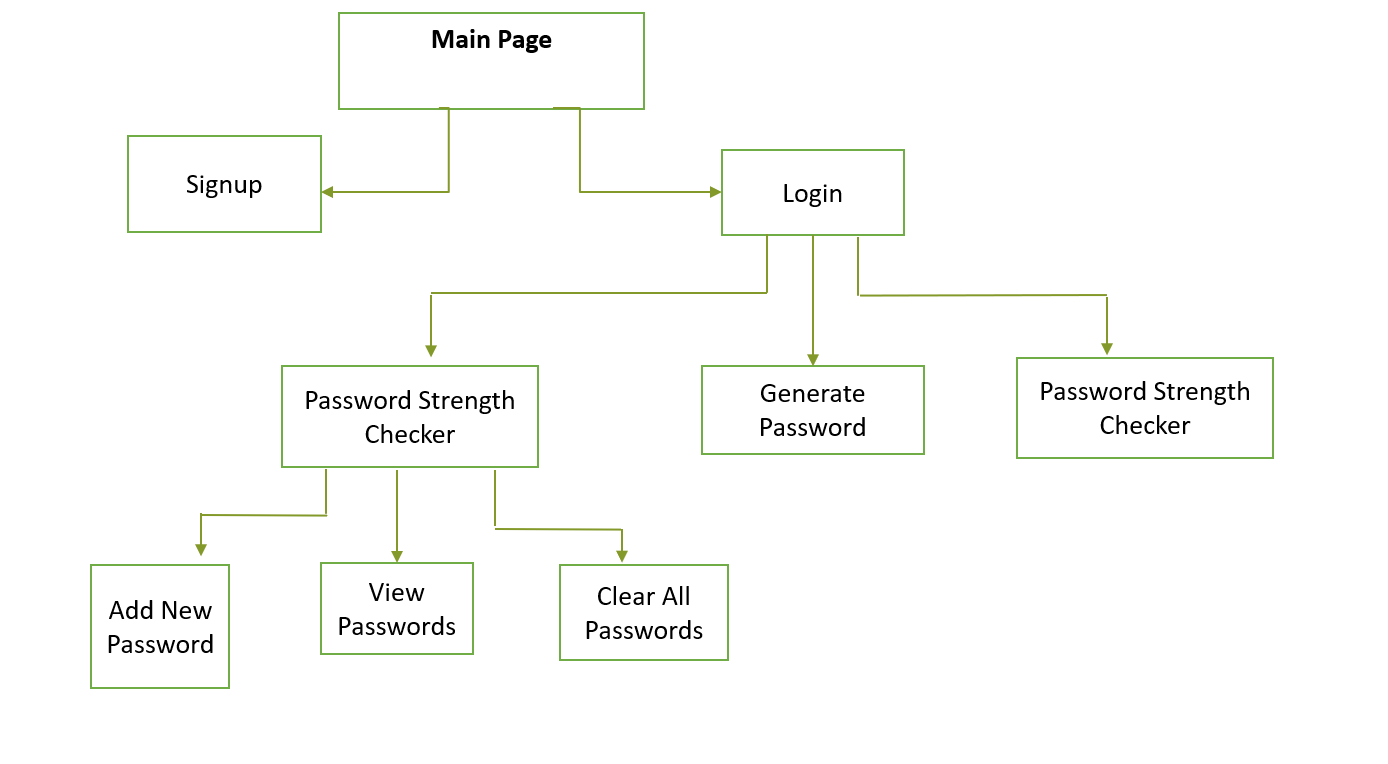 Main Page
Signup
Login
Password Strength
Checker
Generate
Password
Password Strength
Checker
Add New
Password
View
Passwords
Clear All
Passwords